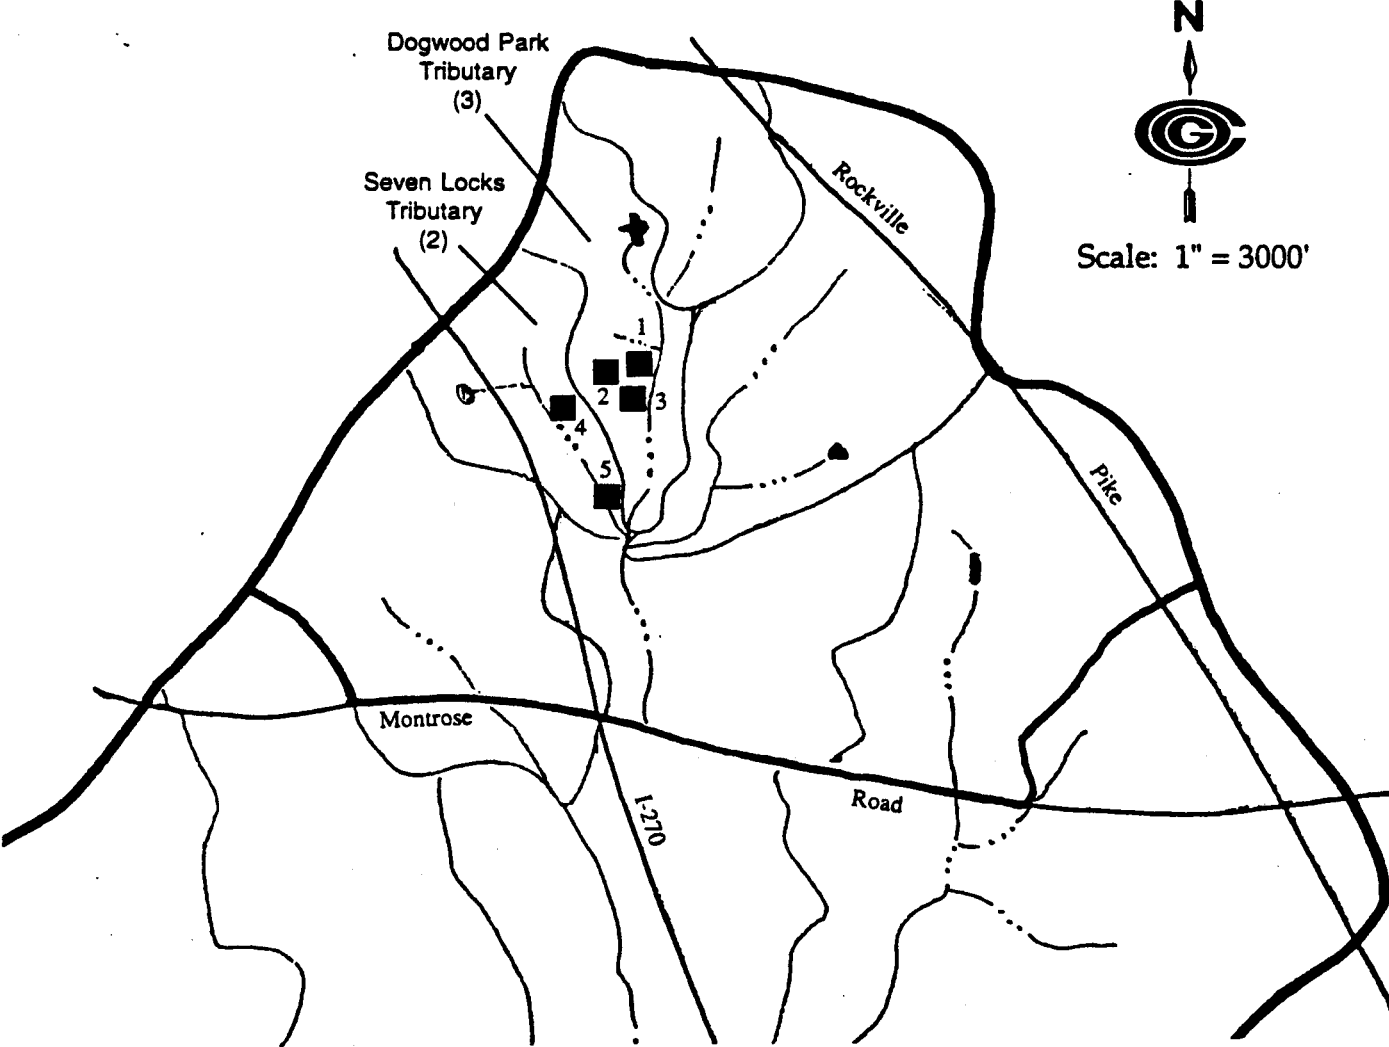 N
Dogwood Park
Tributary
(3)
CGC
Rockville
Seven Locks
Tributary
(2)
Scale: 1" = 3000'
1
2
3
4
5
Pike
Montrose
Road
I-270